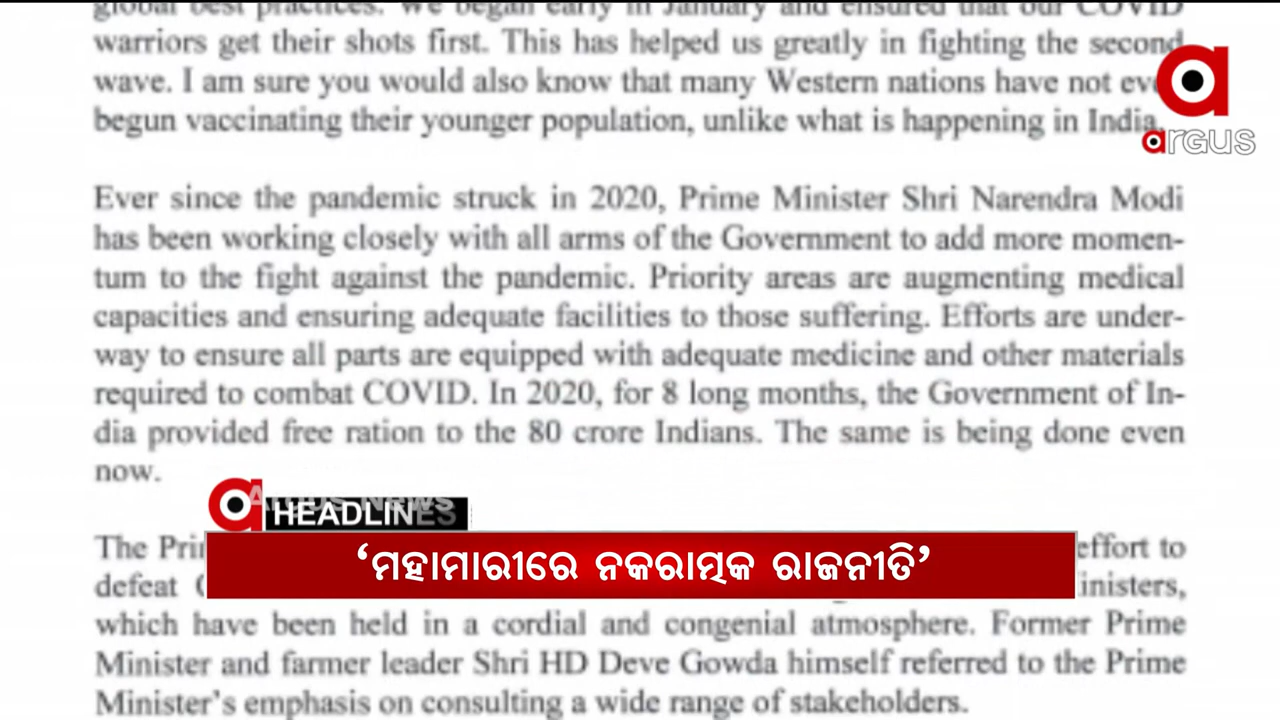 global best practices. We began early in January and ensured that our COVID
warriors get their shots first. This has helped us greatly in fighting the second
wave. I am sure you would also know that many Western nations have not eve
begun vaccinating their younger population, unlike what is happening in India.
argus
Ever since the pandemic struck in 2020, Prime Minister Shri Narendra Modi
has been working closely with all arms of the Government to add more momen-
tum to the fight against the pandemic. Priority areas are augmenting medical
capacities and ensuring adequate facilities to those suffering. Efforts are under-
way to ensure all parts are equipped with adequate medicine and other materials
required to combat COVID. In 2020, for 8 long months, the Government of In-
dia provided free ration to the 80 crore Indians. The same is being done even
now.
ARGUS NEWS
HEADLINES
‘ମହାମାରୀରେ ନକରାତ୍ମକ ରାଜନୀତି’
The Pri effort to
defeat inisters,
which have been held in a cordial and congenial atmosphere. Former Prime
Minister and farmer leader Shri HD Deve Gowda himself referred to the Prime
Minister's emphasis on consulting a wide range of stakeholders.